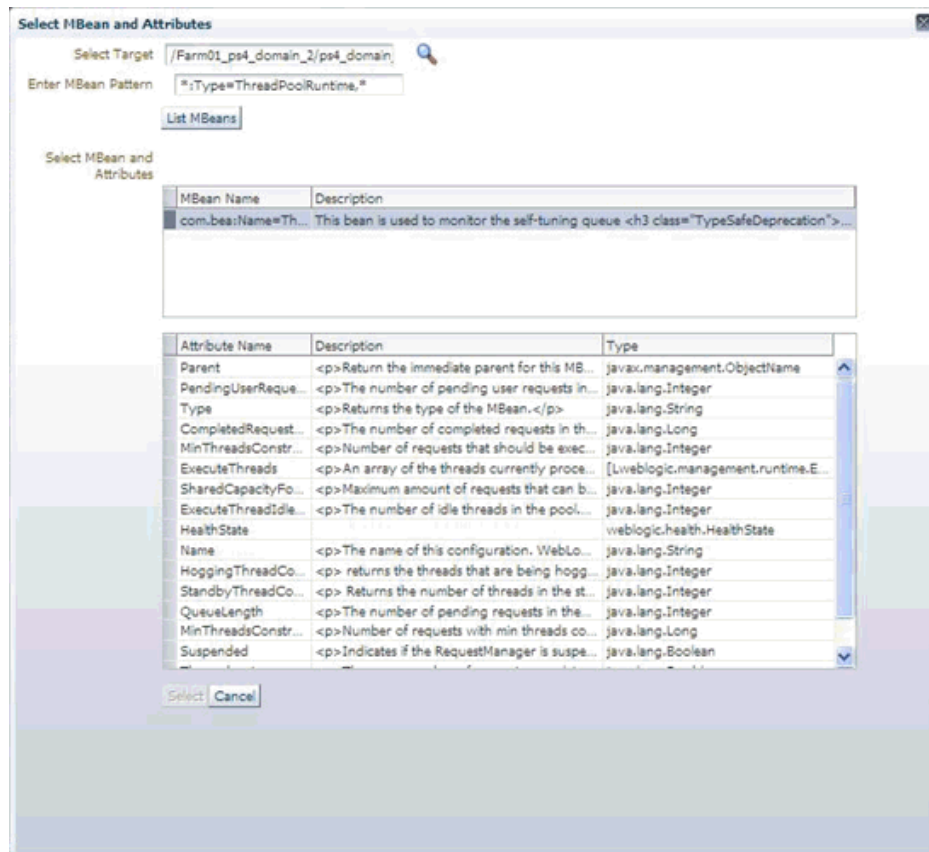 Select MBean and Attributes
Select Target /Farm01_ps4_domain_2/ps4_domain
Enter MBean Pattern *:Type=ThreadPoolRuntime,*
List MBeans
Select MBean and
Attributes
MBean Name Description
com.bea:Name=Th... This bean is used to monitor the self-tuning queue <h3 class="TypeSafeDeprecation">...
Attribute Name Description Type
Parent <p>Return the immediate parent for this MB... javax.management.ObjectName
PendingUserReque... <p>The number of pending user requests in... java.lang.Integer
Type <p>Returns the type of the MBean.</p> java.lang.String
CompletedRequest... <p>The number of completed requests in th... java.lang.Long
MinThreadsConstr... <p>Number of requests that should be exec... java.lang.Integer
ExecuteThreads <p>An array of the threads currently proce... [Lweblogic.management.runtime.E...
SharedCapacityFo... <p>Maximum amount of requests that can b... java.lang.Integer
ExecuteThreadIdle... <p>The number of idle threads in the pool.... java.lang.Integer
HealthState weblogic.health.HealthState
Name <p>The name of this configuration. WebLo... java.lang.String
HoggingThreadCo... <p> returns the threads that are being hogg... java.lang.Integer
StandbyThreadCo... <p> Returns the number of threads in the st... java.lang.Integer
QueueLength <p>The number of pending requests in the... java.lang.Integer
MinThreadsConstr... <p>Number of requests with min threads co... java.lang.Long
Suspended <p>Indicates if the RequestManager is suspe... java.lang.Boolean
Select Cancel